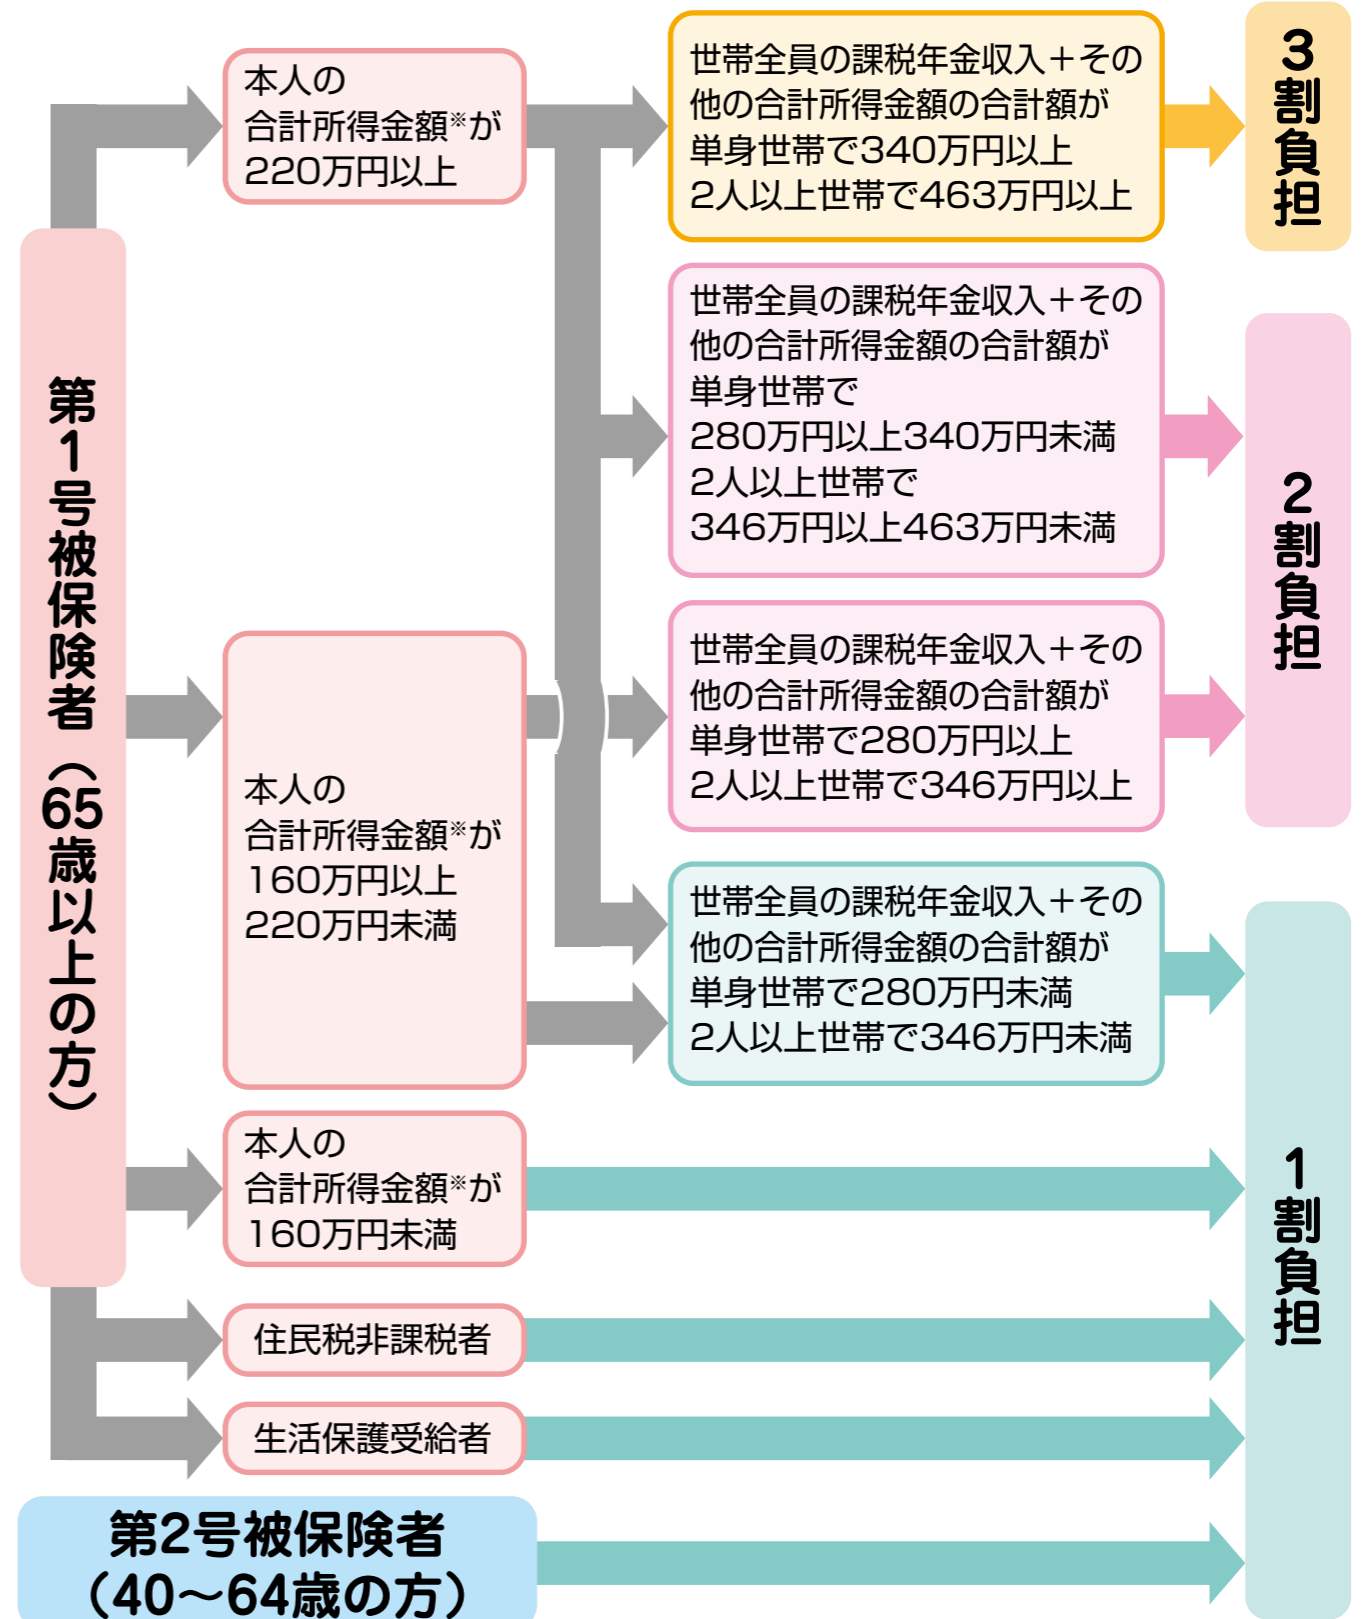 第1号被保険者（65歳以上の方）
本人の
合計所得金額※が
220万円以上
世帯全員の課税年金収入＋その
他の合計所得金額の合計額が
単身世帯で340万円以上
2人以上世帯で463万円以上
3割負担
世帯全員の課税年金収入＋その
他の合計所得金額の合計額が
単身世帯で
280万円以上340万円未満
2人以上世帯で
346万円以上463万円未満
2割負担
本人の
合計所得金額※が
160万円以上
220万円未満
世帯全員の課税年金収入＋その
他の合計所得金額の合計額が
単身世帯で280万円以上
2人以上世帯で346万円以上
世帯全員の課税年金収入＋その
他の合計所得金額の合計額が
単身世帯で280万円未満
2人以上世帯で346万円未満
1割負担
本人の
合計所得金額※が
160万円未満
住民税非課税者
生活保護受給者
第2号被保険者
（40～64歳の方）